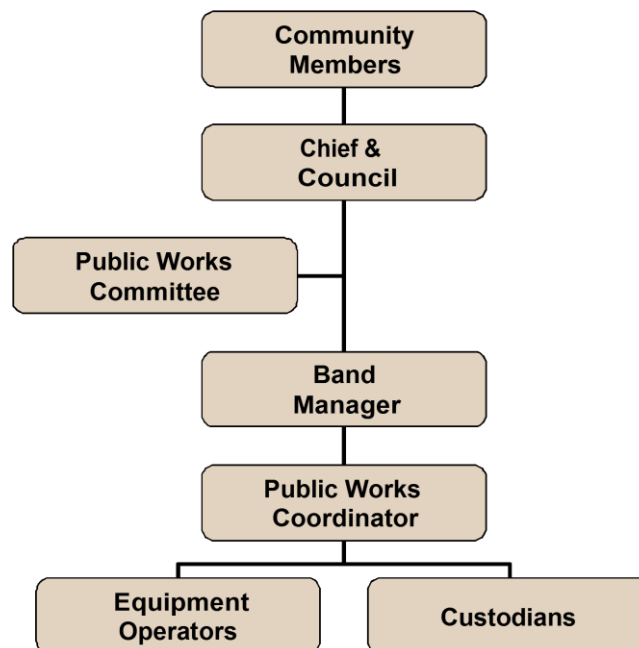 Community
Members
Chief &
Council
Public Works
Committee
Band
Manager
Public Works
Coordinator
Equipment
Operators
Custodians